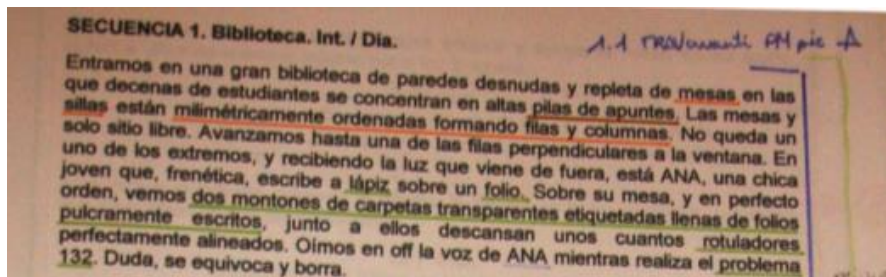 SECUENCIA 1. Biblioteca. Int. / Dia.
1.1 PM pic A
Entramos en una gran biblioteca de paredes desnudas y repleta de mesas en las
que decenas de estudiantes se concentran en altas pilas de apuntes. Las mesas y
sillas están milimétricamente ordenadas formando filas y columnas. No queda un
solo sitio libre. Avanzamos hasta una de las filas perpendiculares a la ventana. En
uno de los extremos, y recibiendo la luz que viene de fuera, está ANA, una chica
joven que, frenética, escribe a lápiz sobre un folio. Sobre su mesa, y en perfecto
orden, vemos dos montones de carpetas transparentes etiquetadas llenas de folios
pulcramente escritos, junto a ellos descansan unos cuantos rotuladores
perfectamente alineados. Oimos en off la voz de ANA mientras realiza el problema
132. Duda, se equivoca y borra.